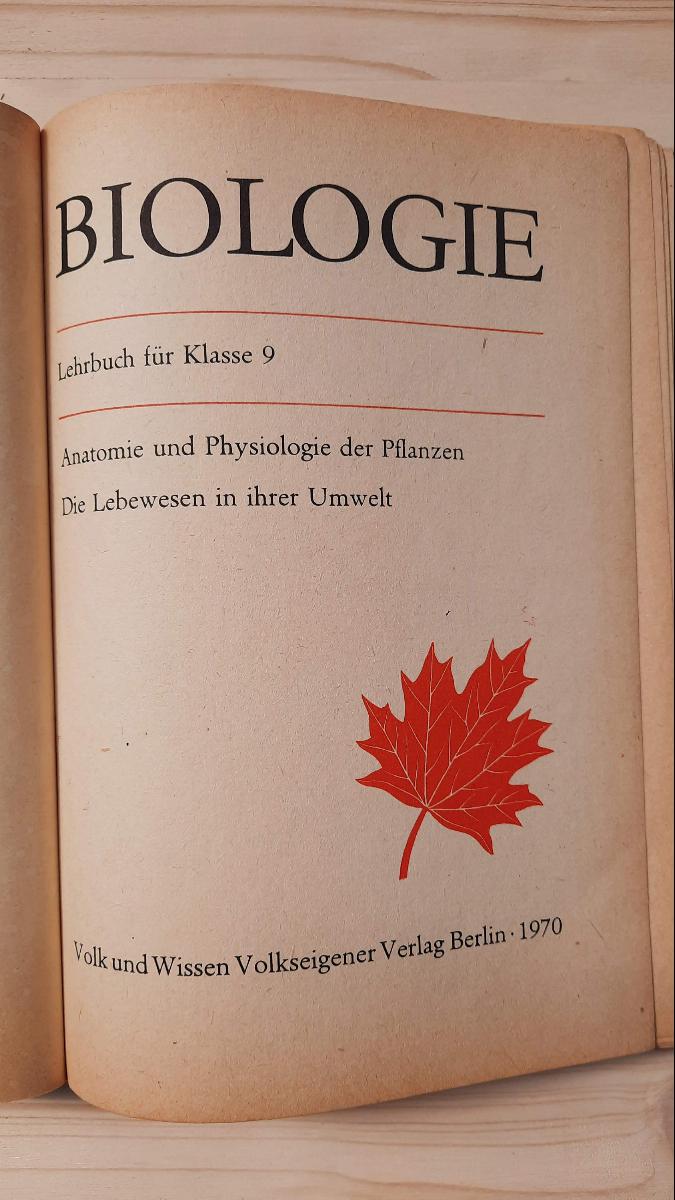 BIOLOGIE
Lehrbuch für Klasse 9
Anatomie und Physiologie der Pflanzen
Die Lebewesen in ihrer Umwelt
Volk und Wissen Volkseigener Verlag Berlin · 1970